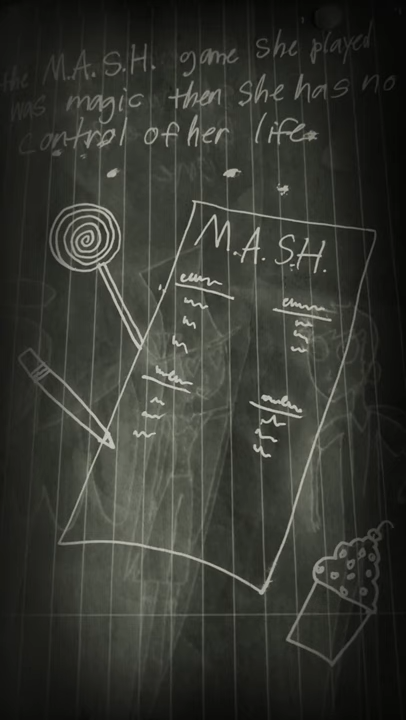 the M.A.S.H. game she played
was magic then she has no
control of her life
M.A.S.H.